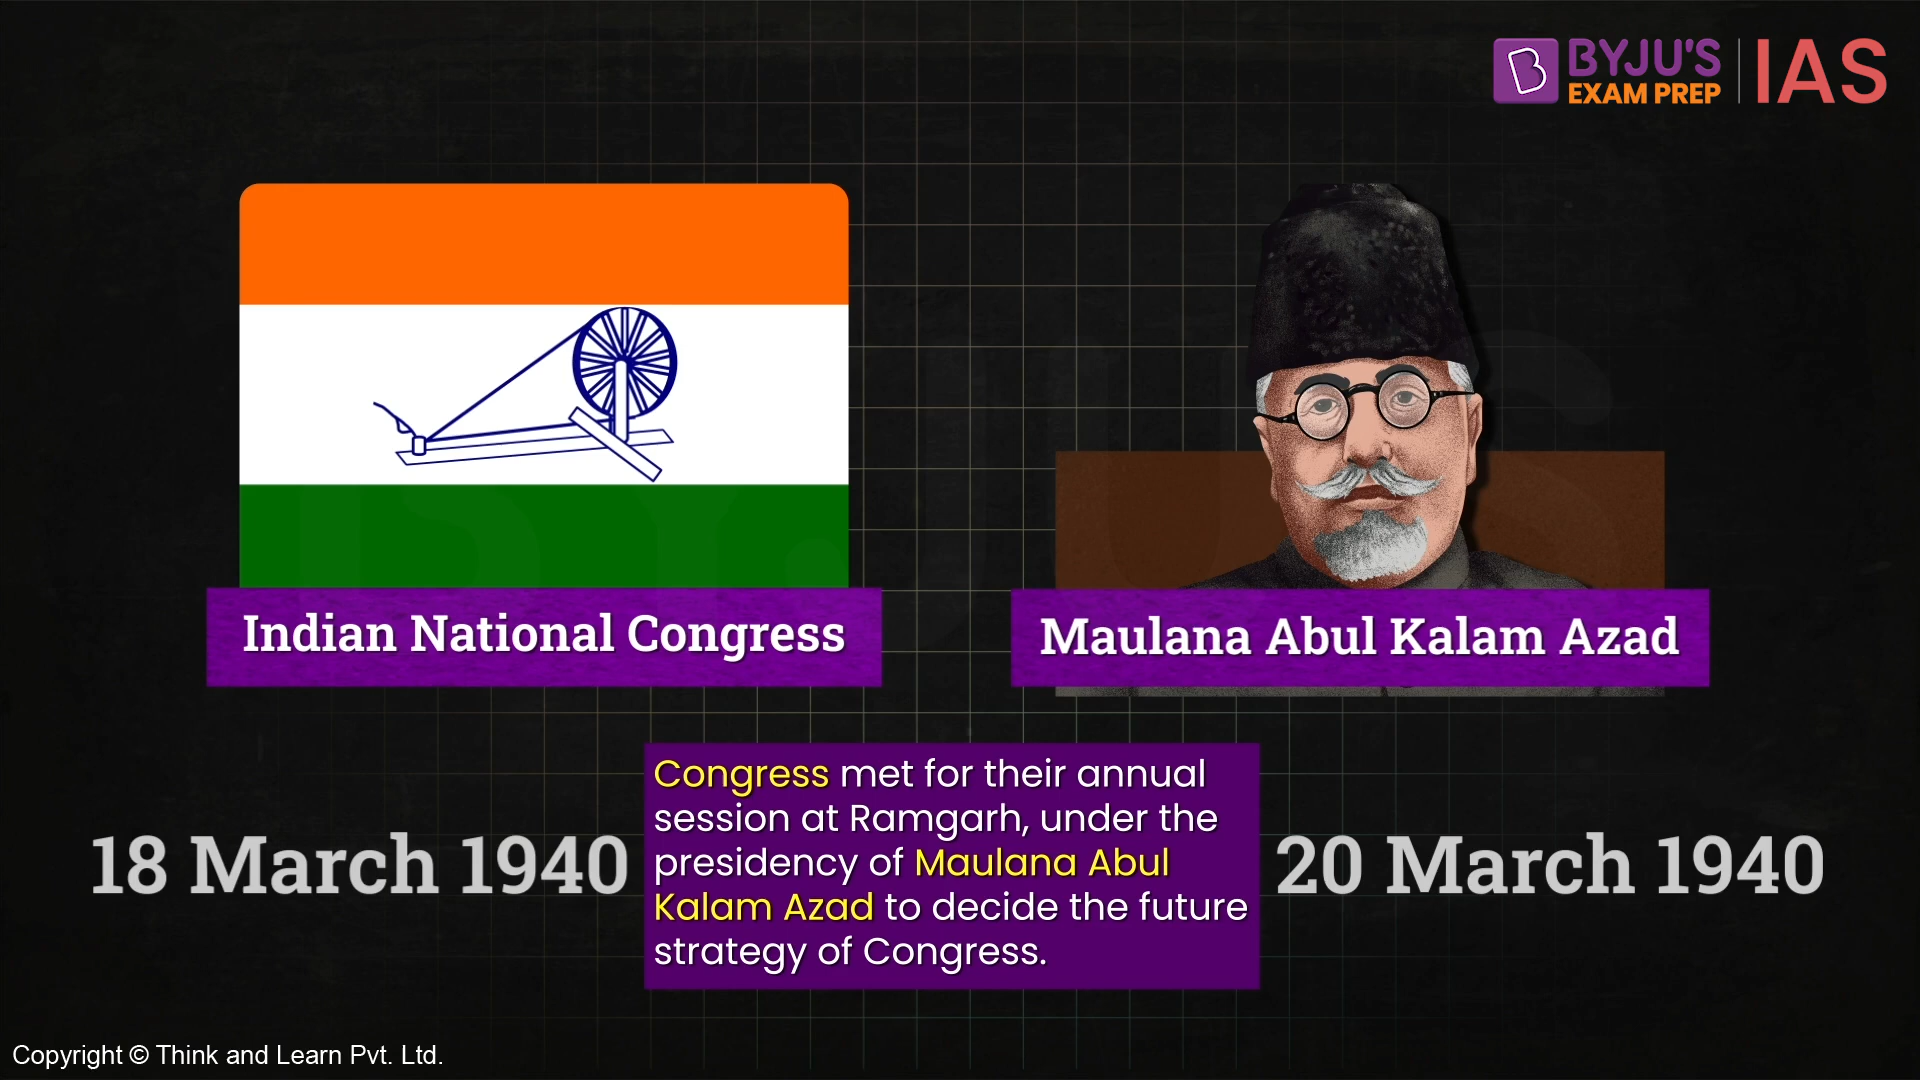 BYJU'S
EXAM PREP
IAS
Indian National Congress
Maulana Abul Kalam Azad
18 March 1940
Congress met for their annual
session at Ramgarh, under the
presidency of Maulana Abul
Kalam Azad to decide the future
strategy of Congress.
20 March 1940
Copyright © Think and Learn Pvt. Ltd.